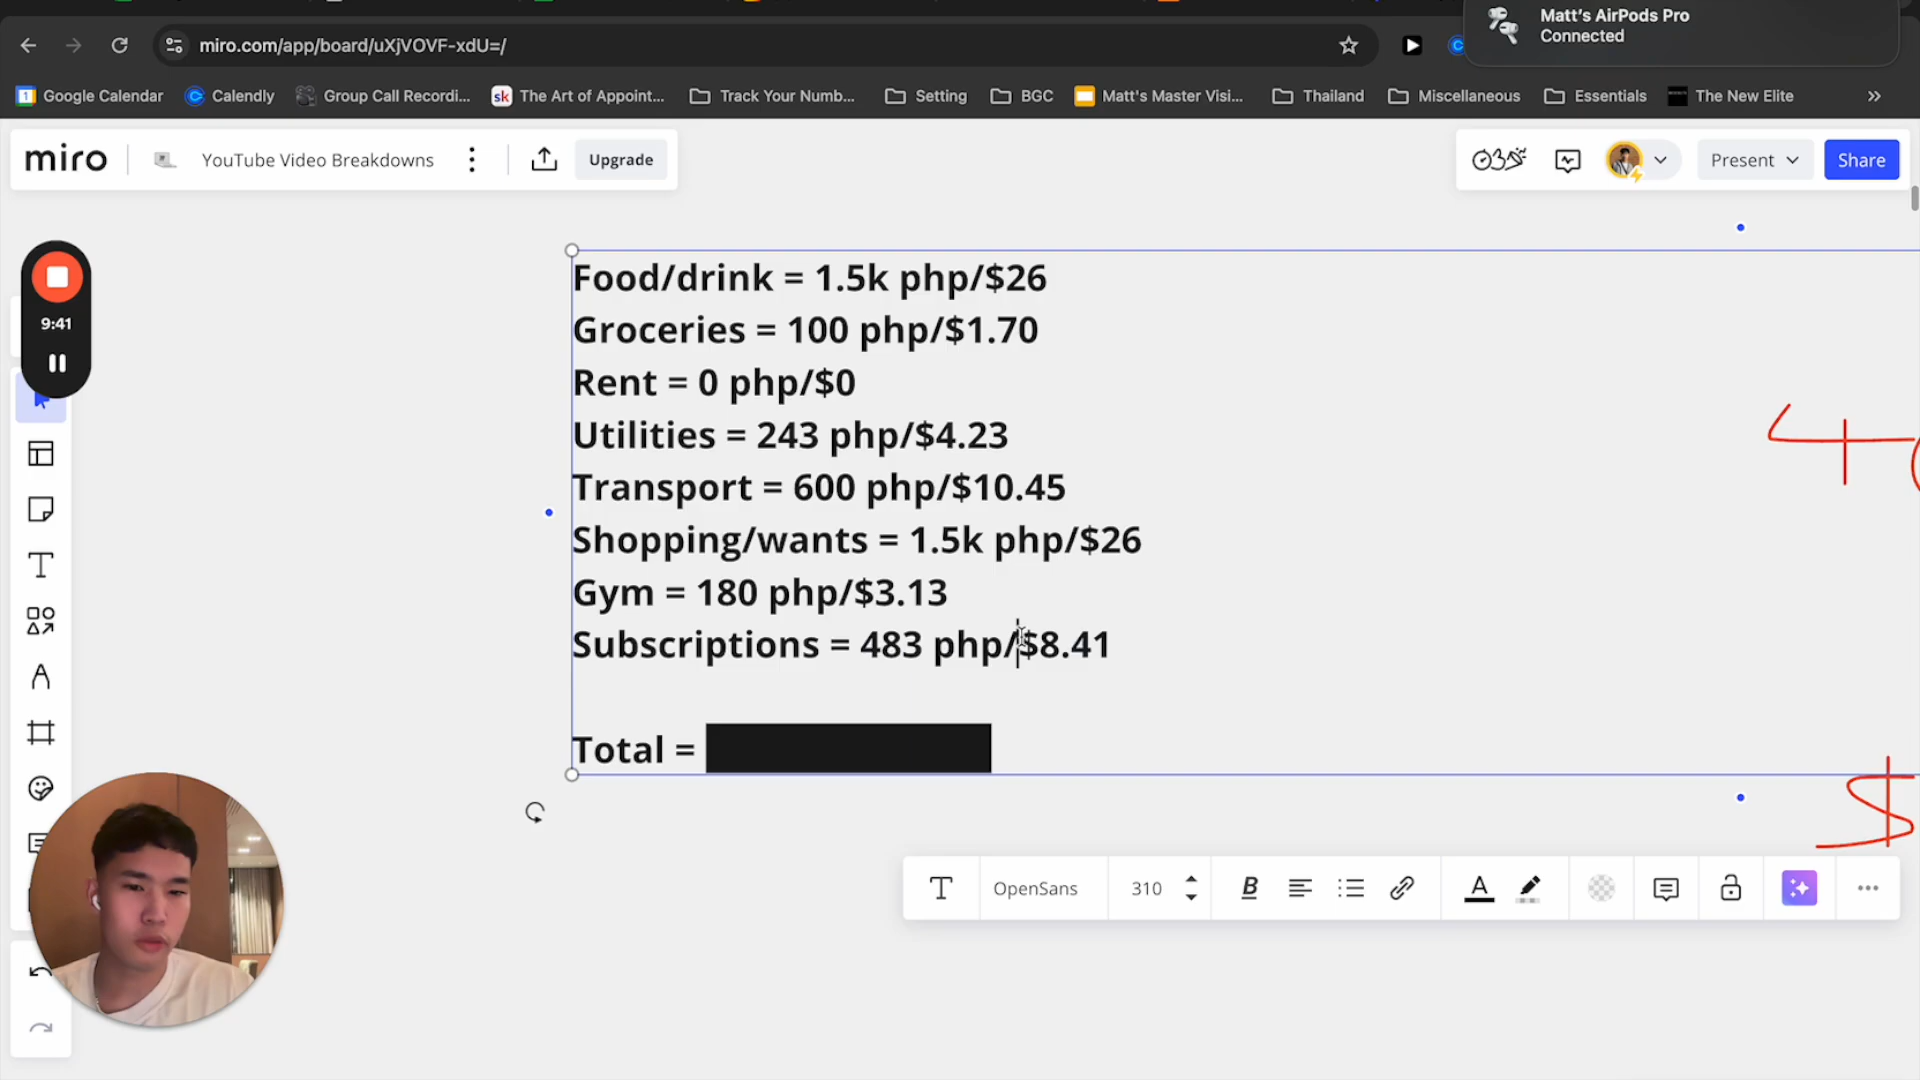 Matt's AirPods Pro
Connected
miro.com/app/board/uXjVOVF-xdU=/
Google Calendar
Calendly
Group Call Recordi...
sk
The Art of Appoint...
Track Your Numb...
Setting
BGC
Matt's Master Visi...
Thailand
Miscellaneous
Essentials
The New Elite
miro
YouTube Video Breakdowns
Upgrade
Present
Share
9:41
Food/drink = 1.5k php/$26
Groceries = 100 php/$1.70
Rent = 0 php/$0
Utilities = 243 php/$4.23
Transport = 600 php/$10.45
Shopping/wants = 1.5k php/$26
Gym = 180 php/$3.13
Subscriptions = 483 php/$8.41
Total =
4
$
OpenSans
310